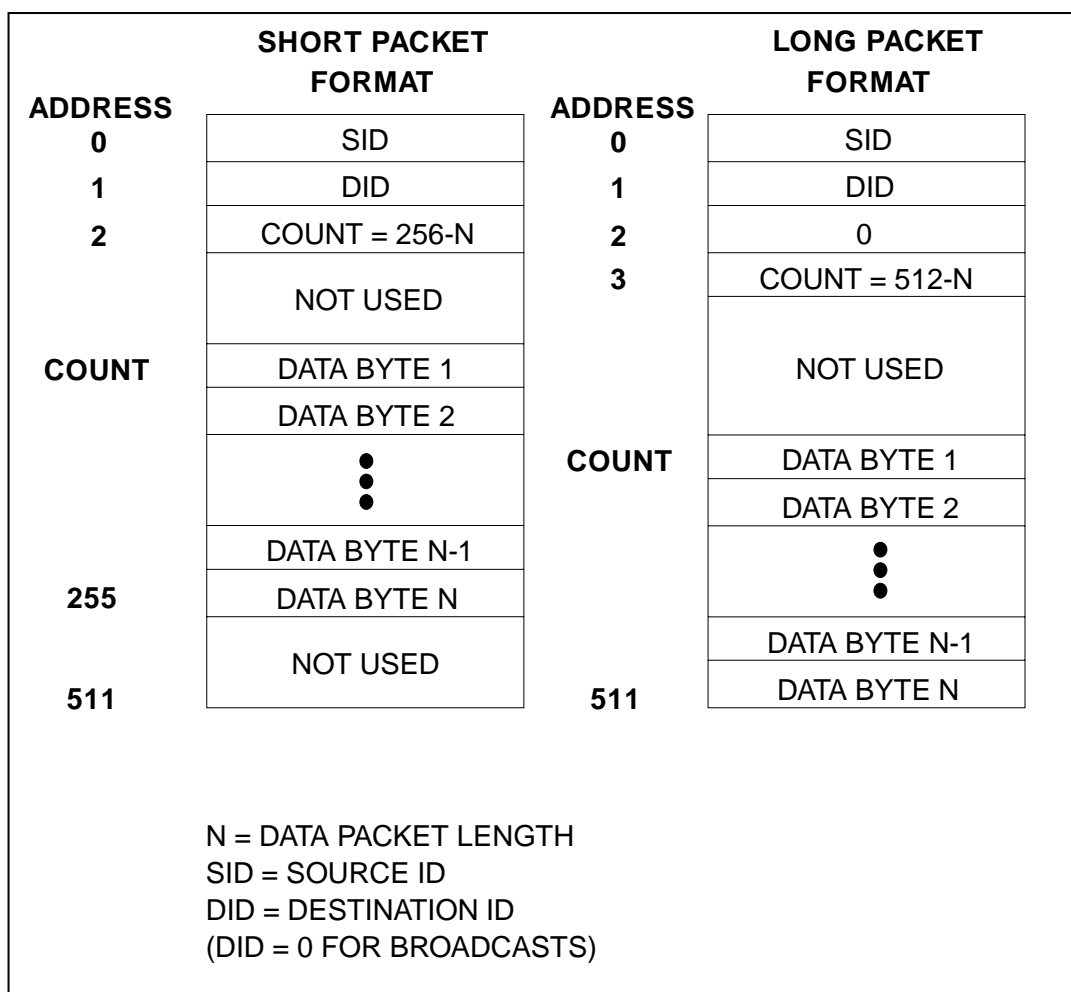 SHORT PACKET
FORMAT
ADDRESS
0 SID
1 DID
2 COUNT = 256-N
NOT USED
COUNT DATA BYTE 1
DATA BYTE 2
DATA BYTE N-1
255 DATA BYTE N
NOT USED
511
LONG PACKET
FORMAT
ADDRESS
0 SID
1 DID
2 0
3 COUNT = 512-N
NOT USED
COUNT DATA BYTE 1
DATA BYTE 2
DATA BYTE N-1
511 DATA BYTE N
N = DATA PACKET LENGTH
SID = SOURCE ID
DID = DESTINATION ID
(DID = 0 FOR BROADCASTS)